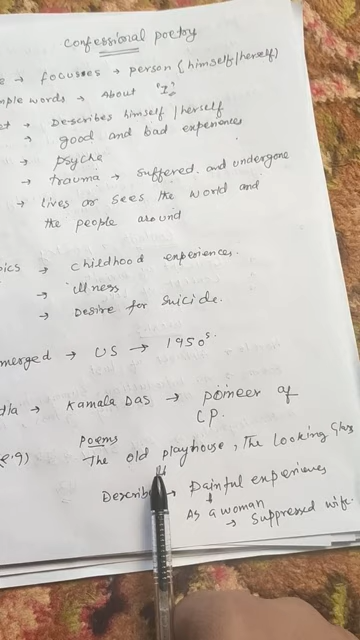 confessional poetry
→ focusses → person (himself/herself)
words → About "I"
→ Describes himself/herself
→ good and bad experiences
→ psyche
→ trauma → suffered and undergone
→ lives or sees the world and
the people around
→ childhood experiences.
→ illness
→ Desire for suicide.
merged → US → 1950s.
→ Kamala Das → pioneer of
CP.
Poems
(e.g) The old playhouse, The Looking Glass
→ Painful experiences
As a woman
→ Suppressed wife.